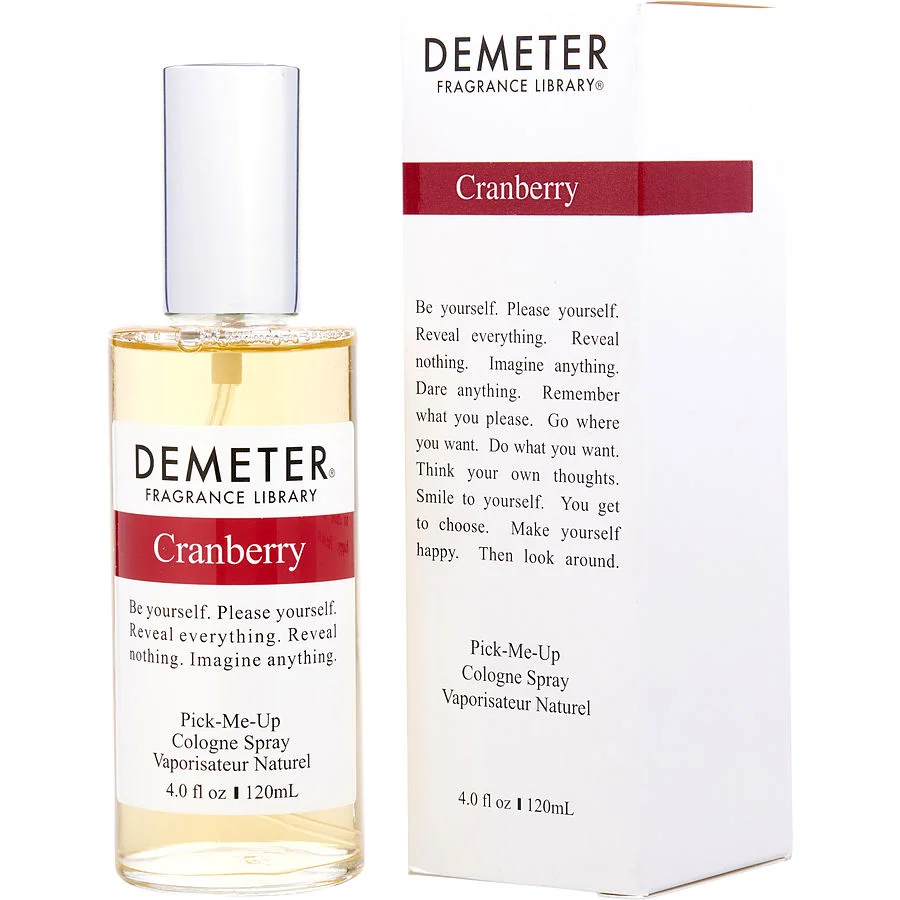 DEMETER®
FRAGRANCE LIBRARY
Cranberry
Be yourself. Please yourself.
Reveal everything. Reveal
nothing. Imagine anything.
Pick-Me-Up
Cologne Spray
Vaporisateur Naturel
4.0 fl oz ▌120mL
DEMETER
FRAGRANCE LIBRARY®
Cranberry
Be yourself. Please yourself.
Reveal everything. Reveal
nothing. Imagine anything.
Dare anything. Remember
what you please. Go where
you want. Do what you want.
Think your own thoughts.
Smile to yourself. You get
to choose. Make yourself
happy. Then look around.
Pick-Me-Up
Cologne Spray
Vaporisateur Naturel
4.0 fl oz ▌120mL